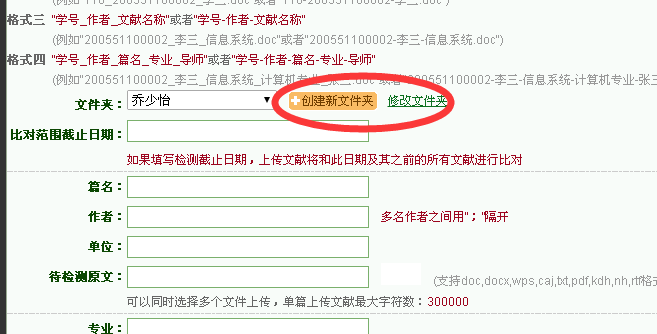 格式三 "学号_作者_文献名称"或者"学号-作者-文献名称"
(例如"200551100002_李三_信息系统.doc"或者"200551100002-李三-信息系统.doc")
格式四 "学号_作者_篇名_专业_导师"或者"学号-作者-篇名-专业-导师"
(例如"200551100002_李三_信息系统_计算机专业_张三.doc"或者"200551100002-李三-信息系统-计算机专业-张三
文件夹： 乔少怡 创建新文件夹 修改文件夹
比对范围截止日期：
如果填写检测截止日期，上传文献将和此日期及其之前的所有文献进行比对
篇名：
作者： 多名作者之间用"；"隔开
单位：
待检测原文： (支持doc,docx,wps,caj,txt,pdf,kdh,nh,rtf格式
可以同时选择多个文件上传，单篇上传文献最大字符数：300000
专业：